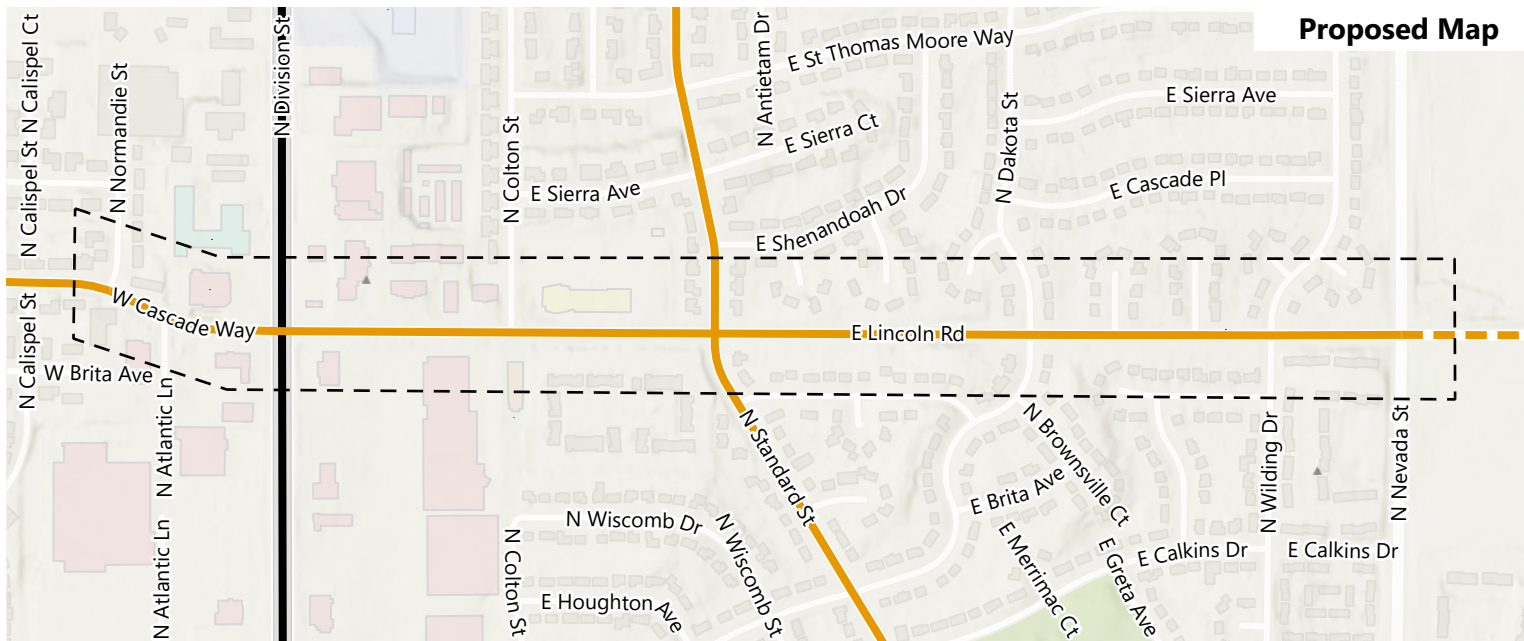 Proposed Map
N Calispel Ct
N Calispel St
N Calispel St
N Normandie St
N Division St
N Antietam Dr
E St Thomas Moore Way
E Sierra Ave
N Colton St
E Sierra Ct
N Dakota St
E Sierra Ave
E Cascade Pl
E Shenandoah Dr
W Cascade Way
E Lincoln Rd
W Brita Ave
N Atlantic Ln
N Standard St
N Brownsville Ct
N Wilding Dr
N Nevada St
E Brita Ave
N Wiscomb Dr
N Wiscomb St
N Atlantic Ln
N Colton St
E Merrimac Ct
E Greta Ave
E Calkins Dr
E Calkins Dr
E Houghton Ave